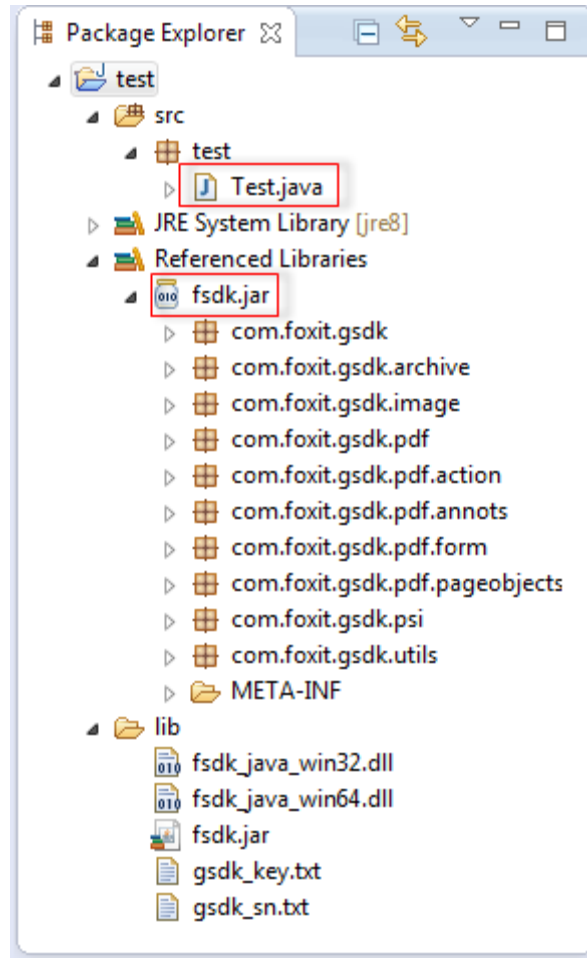 Package Explorer
test
src
test
Test.java
JRE System Library [jre8]
Referenced Libraries
fsdk.jar
com.foxit.gsdk
com.foxit.gsdk.archive
com.foxit.gsdk.image
com.foxit.gsdk.pdf
com.foxit.gsdk.pdf.action
com.foxit.gsdk.pdf.annots
com.foxit.gsdk.pdf.form
com.foxit.gsdk.pdf.pageobjects
com.foxit.gsdk.psi
com.foxit.gsdk.utils
META-INF
lib
fsdk_java_win32.dll
fsdk_java_win64.dll
fsdk.jar
gsdk_key.txt
gsdk_sn.txt